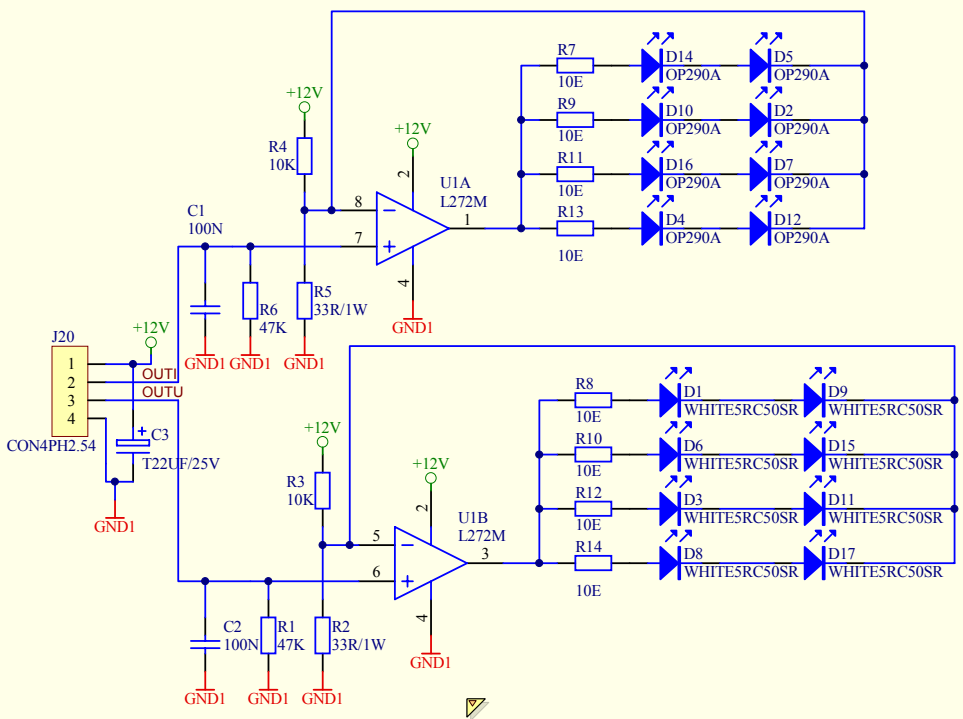 R7
D14
D5
10E
OP290A
OP290A
+12V
R9
D10
D2
10E
OP290A
OP290A
R4
10K
+12V
2
U1A
L272M
R11
D16
D7
10E
OP290A
OP290A
8
1
R13
D4
D12
10E
OP290A
OP290A
C1
100N
7
4
R6
47K
R5
33R/1W
GND1
GND1
GND1
GND1
+12V
J20
1
2
3
4
OUTI
OUTU
CON4PH2.54
C3
T22UF/25V
GND1
R8
D1
D9
10E
WHITE5RC50SR
WHITE5RC50SR
+12V
R10
D6
D15
10E
WHITE5RC50SR
WHITE5RC50SR
R3
10K
+12V
2
U1B
L272M
R12
D3
D11
10E
WHITE5RC50SR
WHITE5RC50SR
5
3
R14
D8
D17
10E
WHITE5RC50SR
WHITE5RC50SR
6
4
C2
100N
R1
47K
R2
33R/1W
GND1
GND1
GND1
GND1